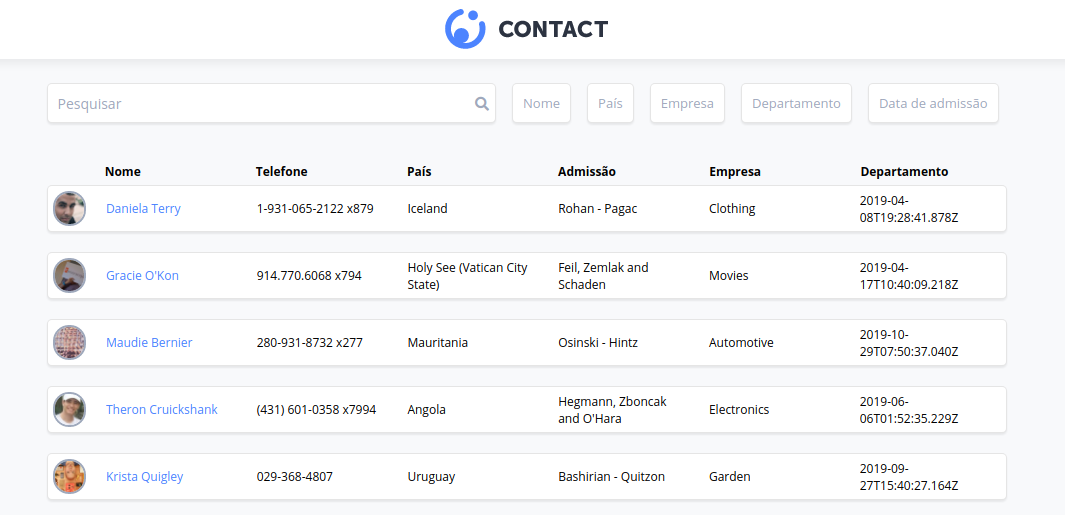 CONTACT
Pesquisar Nome País Empresa Departamento Data de admissão
Nome Telefone País Admissão Empresa Departamento
Daniela Terry 1-931-065-2122 x879 Iceland Rohan - Pagac Clothing 2019-04-
08T19:28:41.878Z
Gracie O'Kon 914.770.6068 x794 Holy See (Vatican City Feil, Zemlak and Movies 2019-04-
State) Schaden 17T10:40:09.218Z
Maudie Bernier 280-931-8732 x277 Mauritania Osinski - Hintz Automotive 2019-10-
29T07:50:37.040Z
Theron Cruickshank (431) 601-0358 x7994 Angola Hegmann, Zboncak Electronics 2019-06-
and O'Hara 06T01:52:35.229Z
Krista Quigley 029-368-4807 Uruguay Bashirian - Quitzon Garden 2019-09-
27T15:40:27.164Z